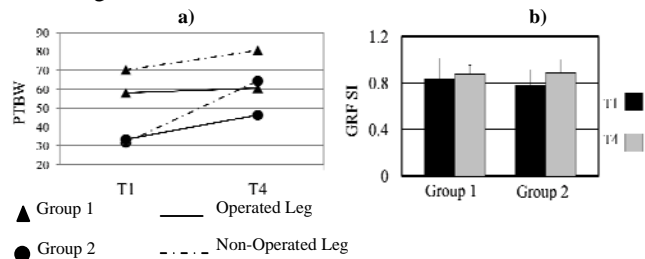 a)
b)
90
80
70
60
50
40
30
20
PTBW
T1
T4
1.2
0.8
0.4
0
GRF SI
Group 1
Group 2
T1
T4
Group 1
Operated Leg
Group 2
Non-Operated Leg